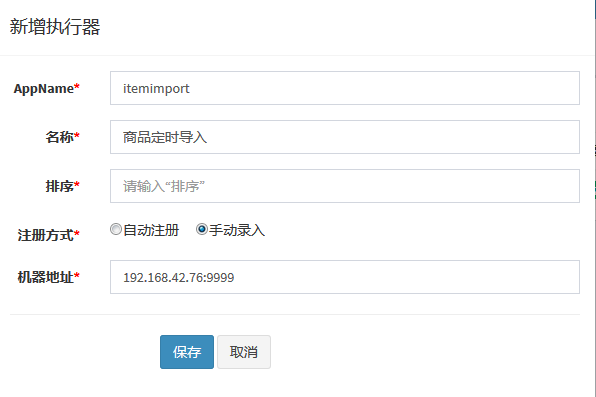 新增执行器
AppName* itemimport
名称* 商品定时导入
排序* 请输入“排序”
注册方式* 自动注册 手动录入
机器地址* 192.168.42.76:9999
保存 取消